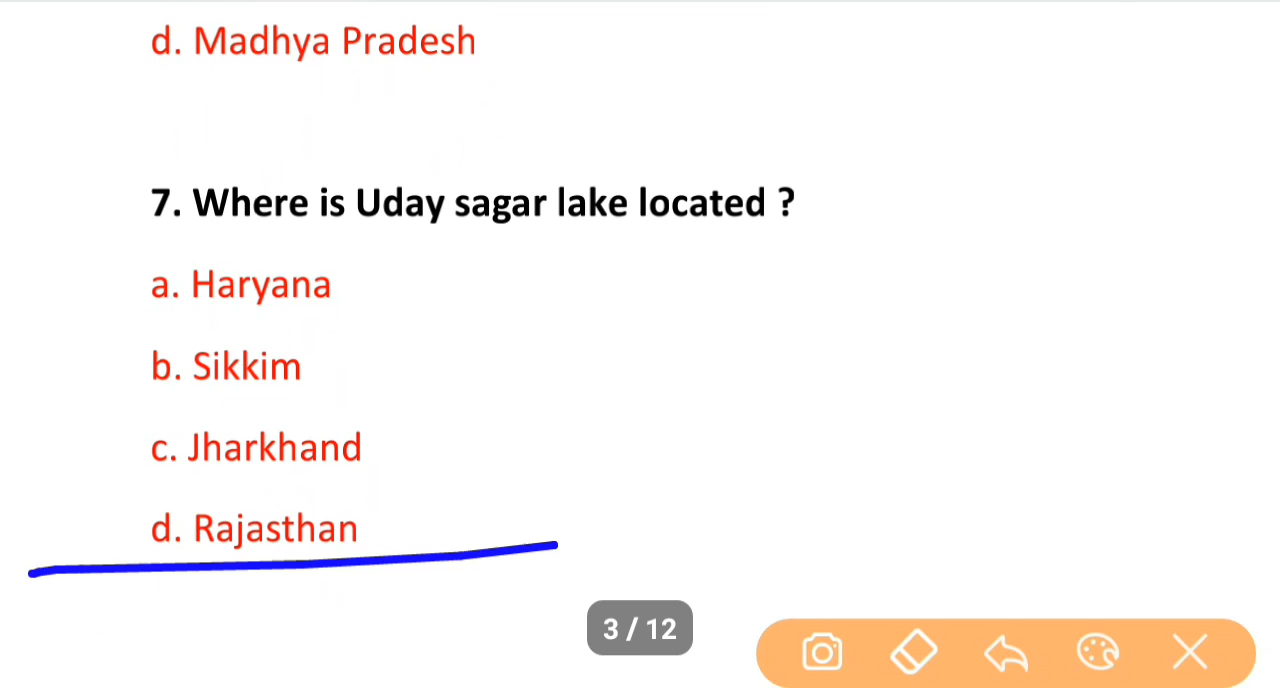 d. Madhya Pradesh
7. Where is Uday sagar lake located ?
a. Haryana
b. Sikkim
c. Jharkhand
d. Rajasthan
3 / 12